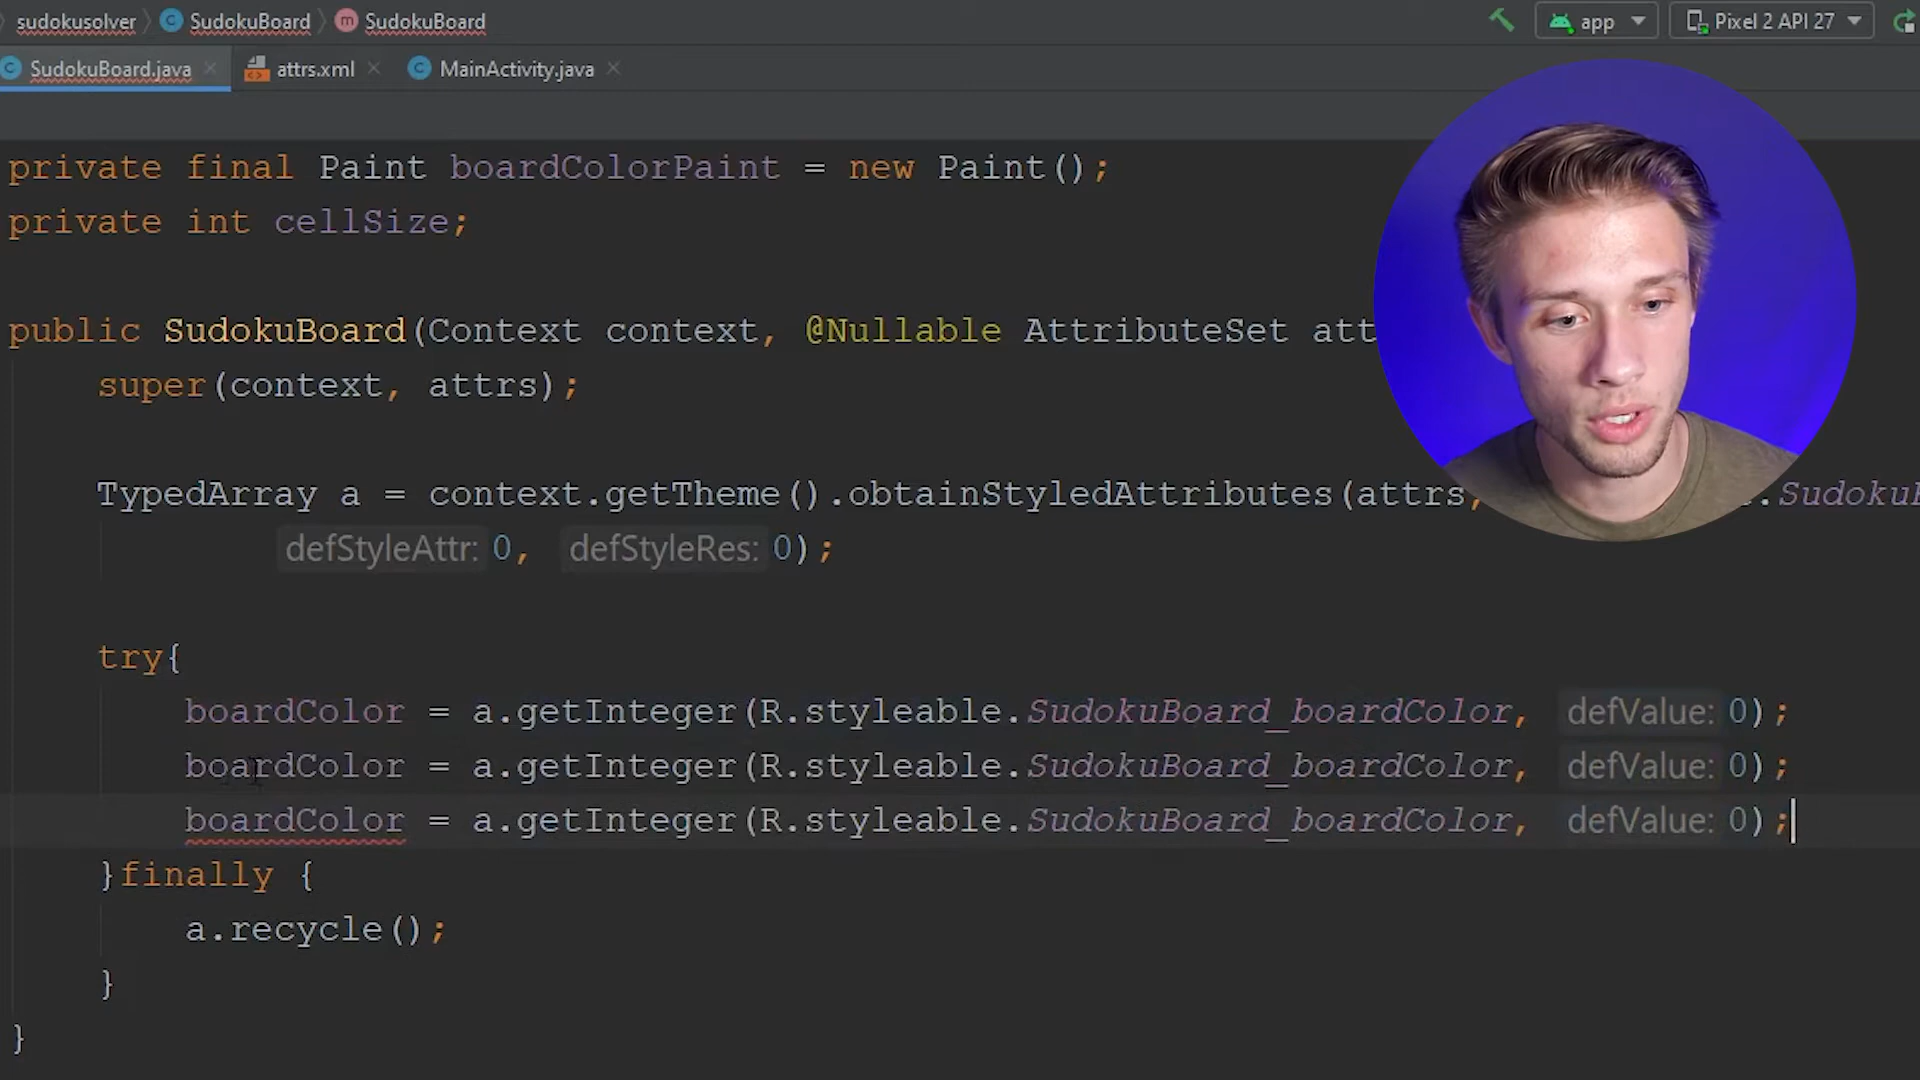 sudokusolver SudokuBoard SudokuBoard app Pixel 2 API 27
SudokuBoard.java attrs.xml MainActivity.java
private final Paint boardColorPaint = new Paint();
private int cellSize;
public SudokuBoard(Context context, @Nullable AttributeSet att
super(context, attrs);
TypedArray a = context.getTheme().obtainStyledAttributes(attrs, .Sudoku
defStyleAttr: 0, defStyleRes: 0);
try{
boardColor = a.getInteger(R.styleable.SudokuBoard_boardColor, defValue: 0);
boardColor = a.getInteger(R.styleable.SudokuBoard_boardColor, defValue: 0);
boardColor = a.getInteger(R.styleable.SudokuBoard_boardColor, defValue: 0);
}finally {
a.recycle();
}
}